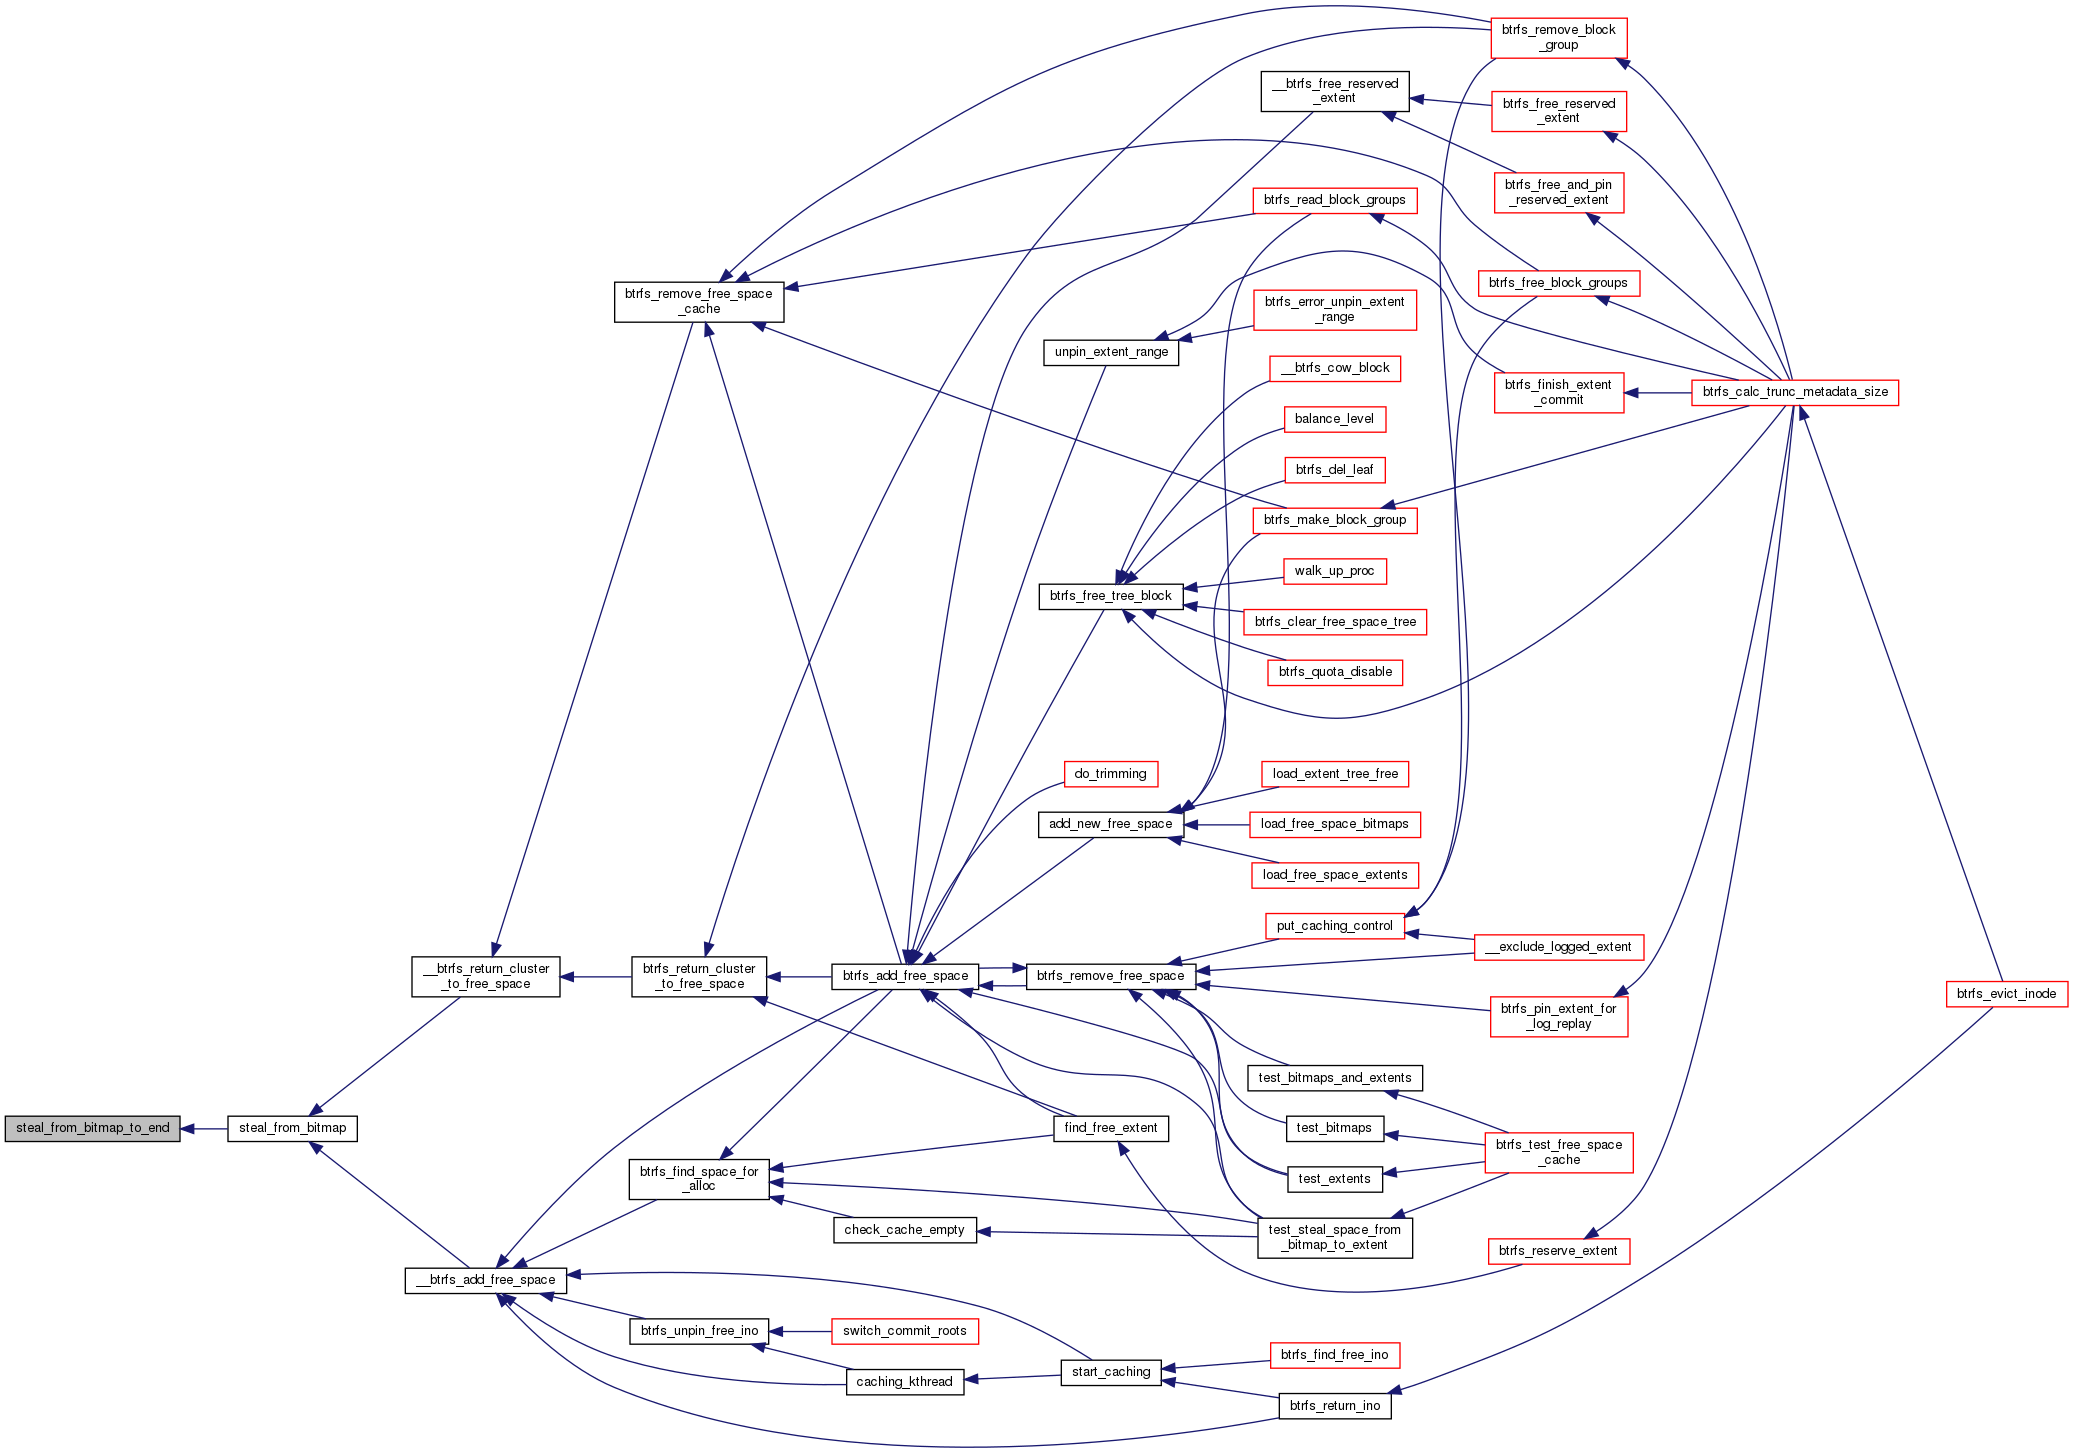 btrfs_remove_block
_group
__btrfs_free_reserved
_extent
btrfs_free_reserved
_extent
btrfs_free_and_pin
_reserved_extent
btrfs_read_block_groups
btrfs_free_block_groups
btrfs_remove_free_space
_cache
btrfs_error_unpin_extent
_range
unpin_extent_range
__btrfs_cow_block
btrfs_finish_extent
_commit
btrfs_calc_trunc_metadata_size
balance_level
btrfs_del_leaf
btrfs_make_block_group
walk_up_proc
btrfs_free_tree_block
btrfs_clear_free_space_tree
btrfs_quota_disable
do_trimming
load_extent_tree_free
add_new_free_space
load_free_space_bitmaps
load_free_space_extents
put_caching_control
__exclude_logged_extent
__btrfs_return_cluster
_to_free_space
btrfs_return_cluster
_to_free_space
btrfs_add_free_space
btrfs_remove_free_space
btrfs_evict_inode
btrfs_pin_extent_for
_log_replay
test_bitmaps_and_extents
steal_from_bitmap_to_end
steal_from_bitmap
find_free_extent
test_bitmaps
btrfs_test_free_space
_cache
btrfs_find_space_for
_alloc
test_extents
check_cache_empty
test_steal_space_from
_bitmap_to_extent
btrfs_reserve_extent
__btrfs_add_free_space
btrfs_unpin_free_ino
switch_commit_roots
btrfs_find_free_ino
start_caching
caching_kthread
btrfs_return_ino